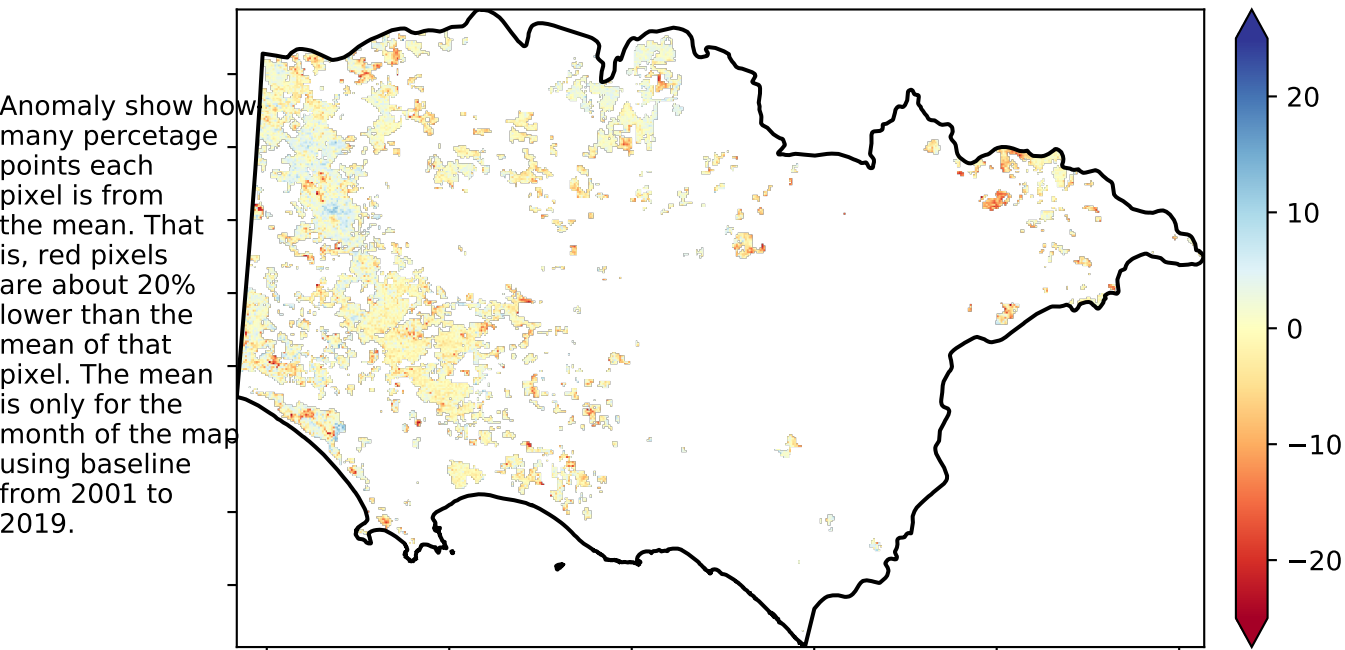 Anomaly show how
many percetage
points each
pixel is from
the mean. That
is, red pixels
are about 20%
lower than the
mean of that
pixel. The mean
is only for the
month of the map
using baseline
from 2001 to
2019.
20
10
0
−10
−20